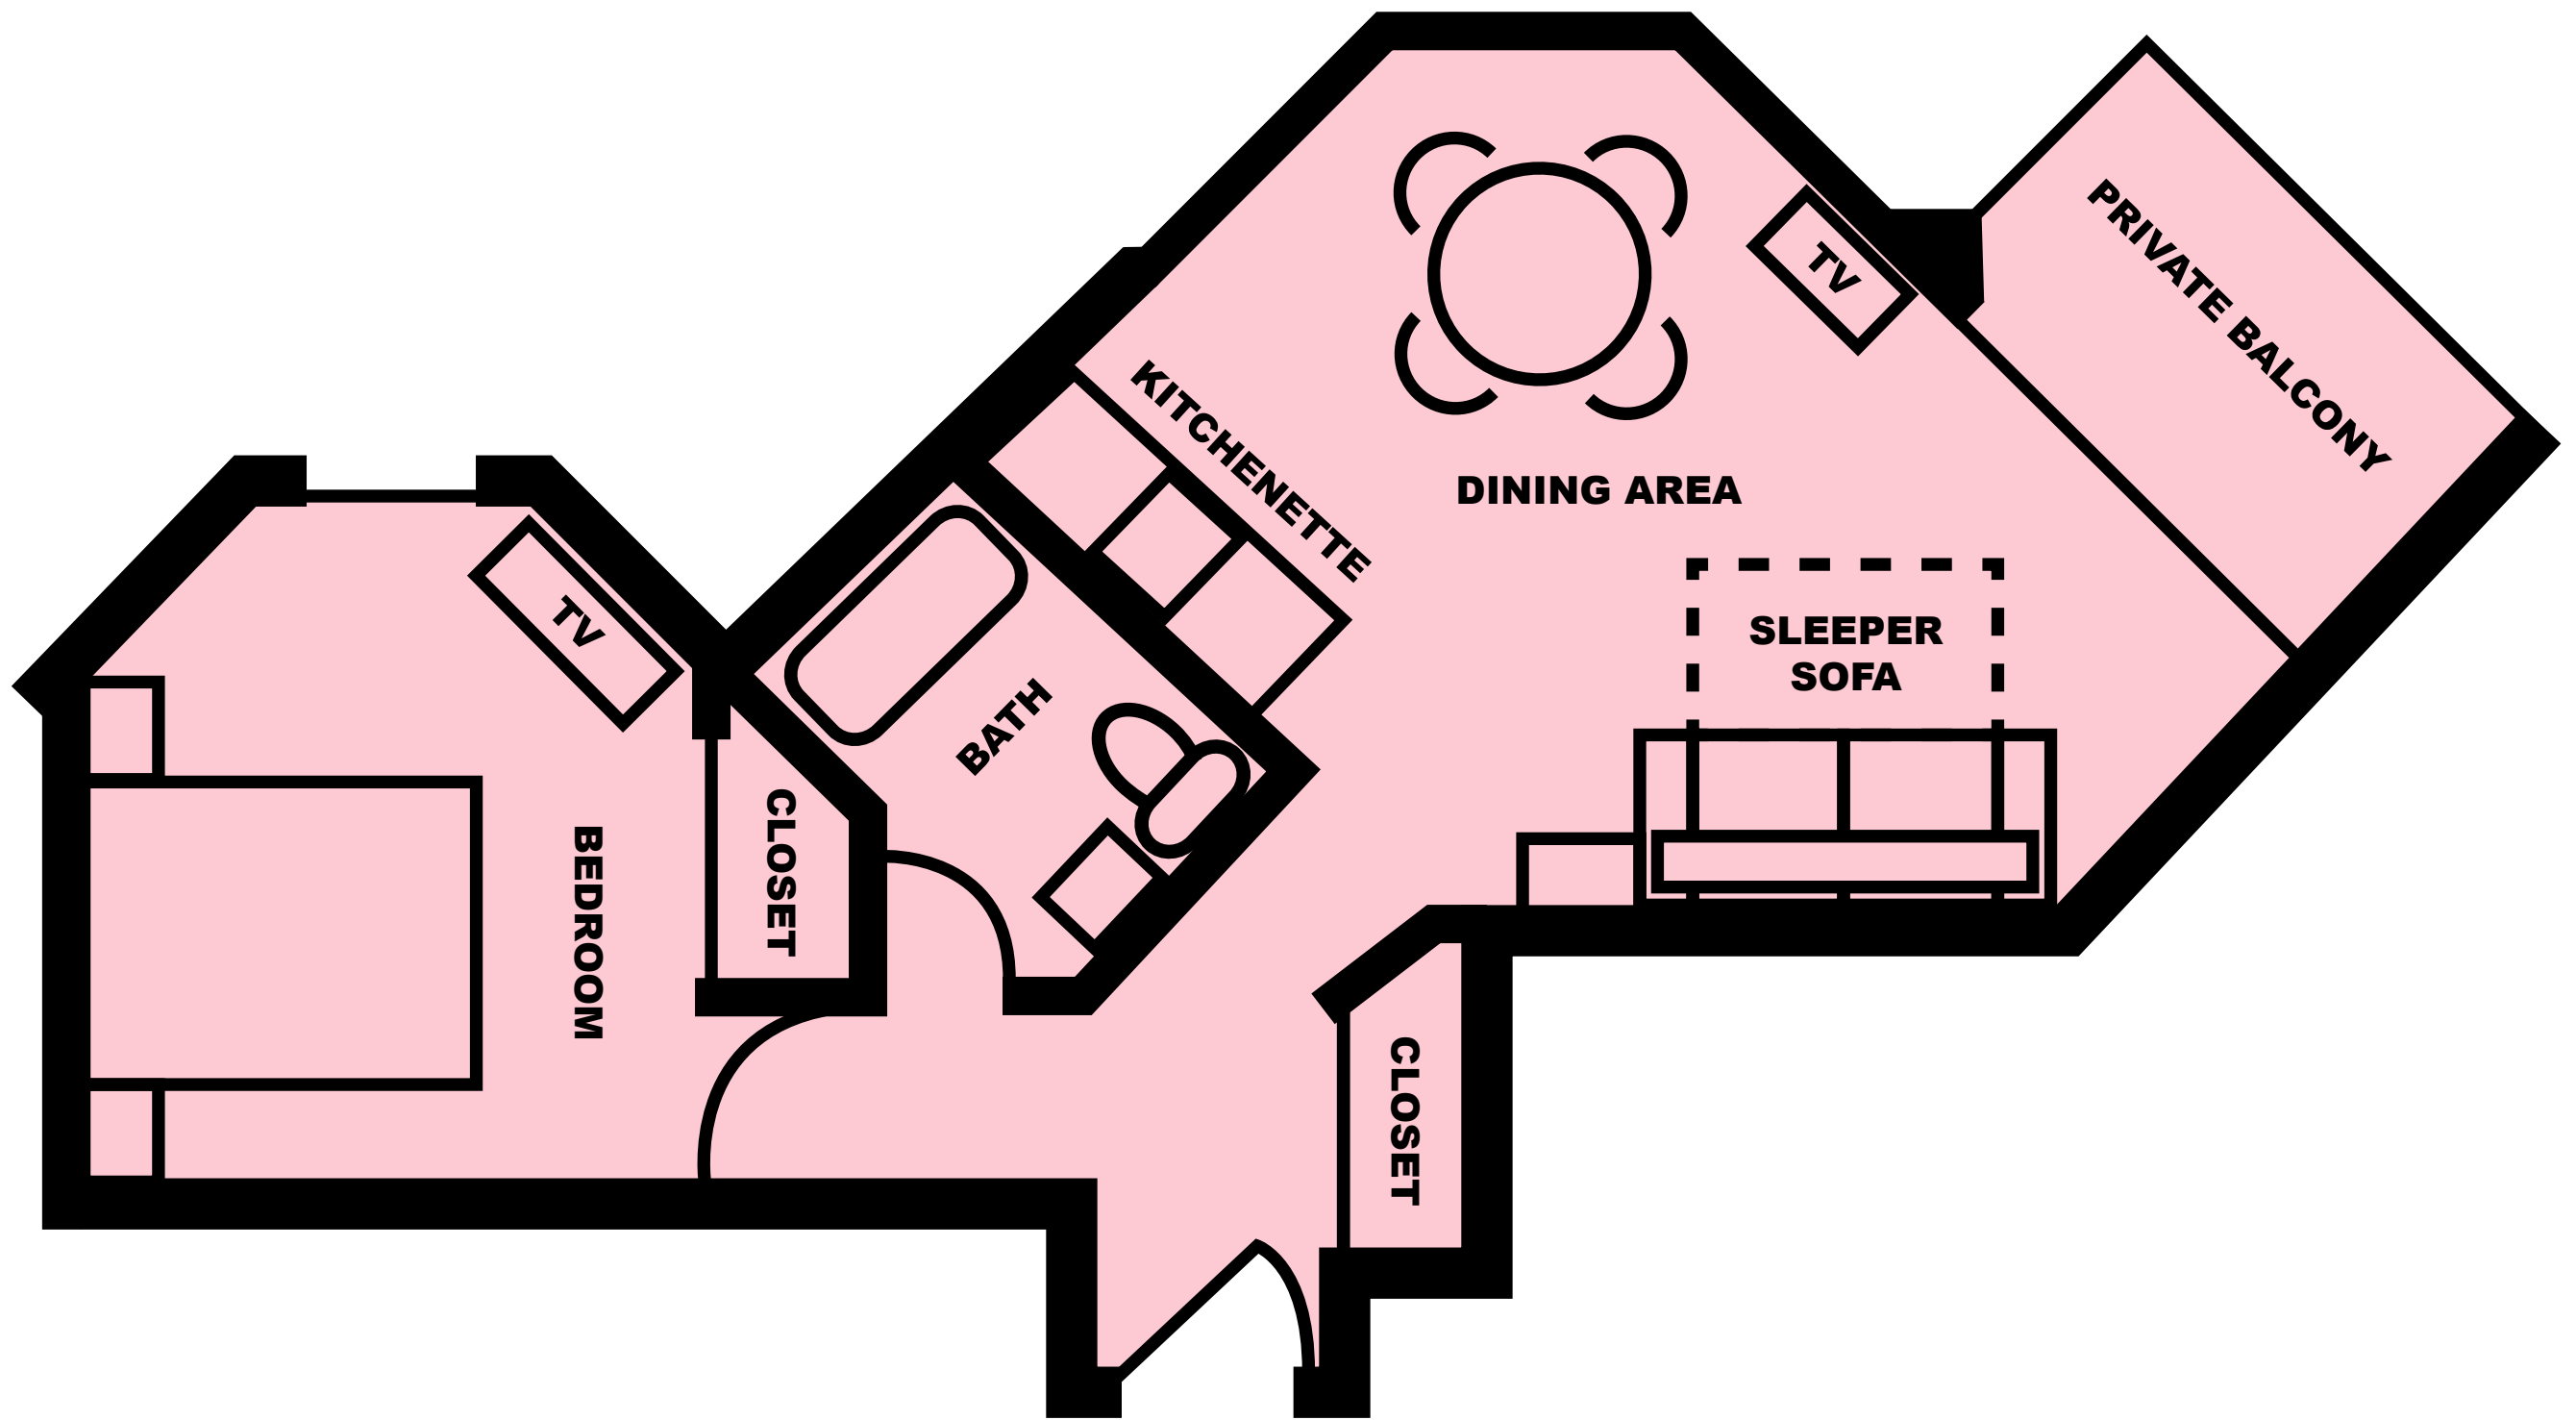 PRIVATE BALCONY
TV
KITCHENETTE
DINING AREA
SLEEPER
SOFA
TV
BATH
CLOSET
BEDROOM
CLOSET